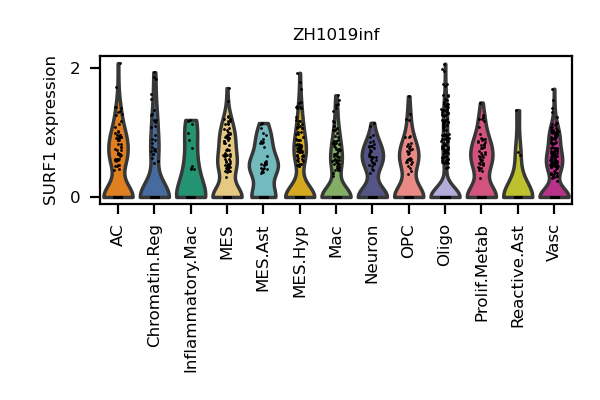 ZH1019inf
SURF1 expression
2
0
AC
Chromatin.Reg
Inflammatory.Mac
MES
MES.Ast
MES.Hyp
Mac
Neuron
OPC
Oligo
Prolif.Metab
Reactive.Ast
Vasc